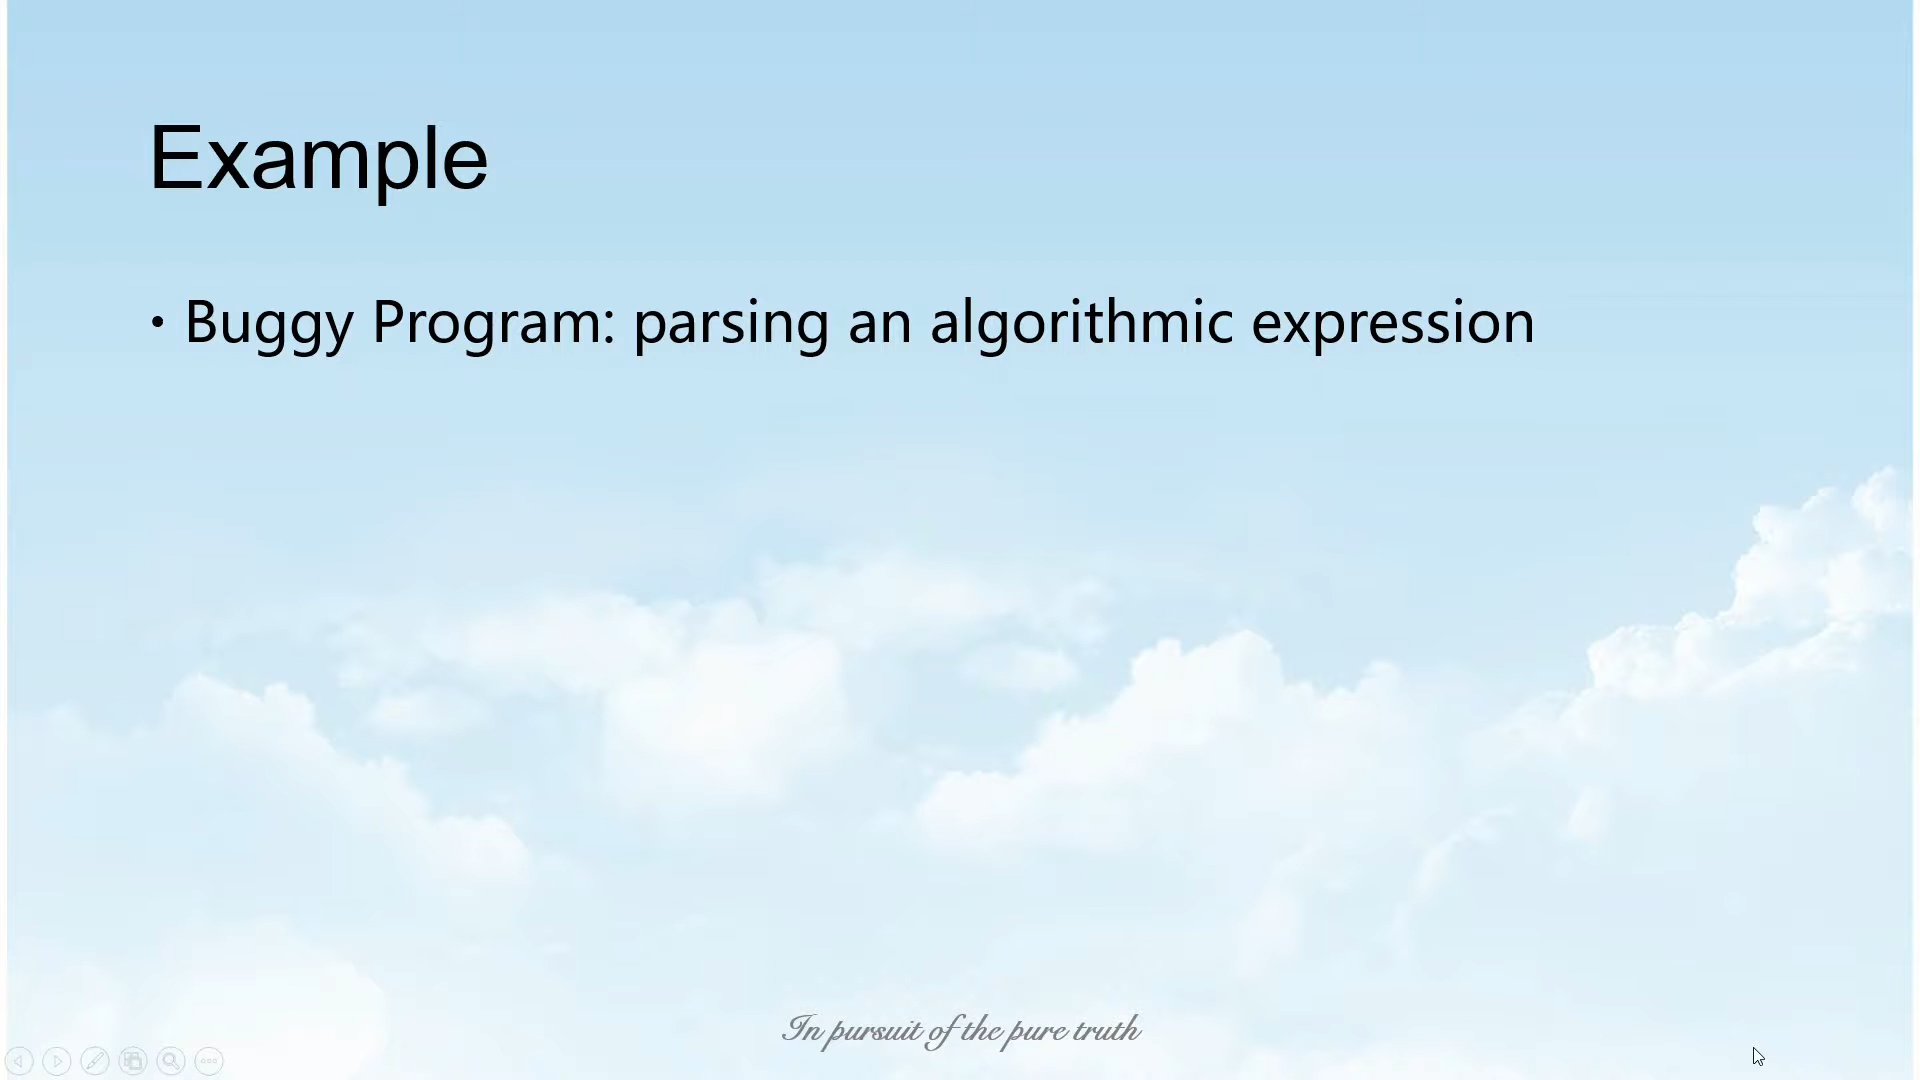 Example
• Buggy Program: parsing an algorithmic expression
In pursuit of the pure truth